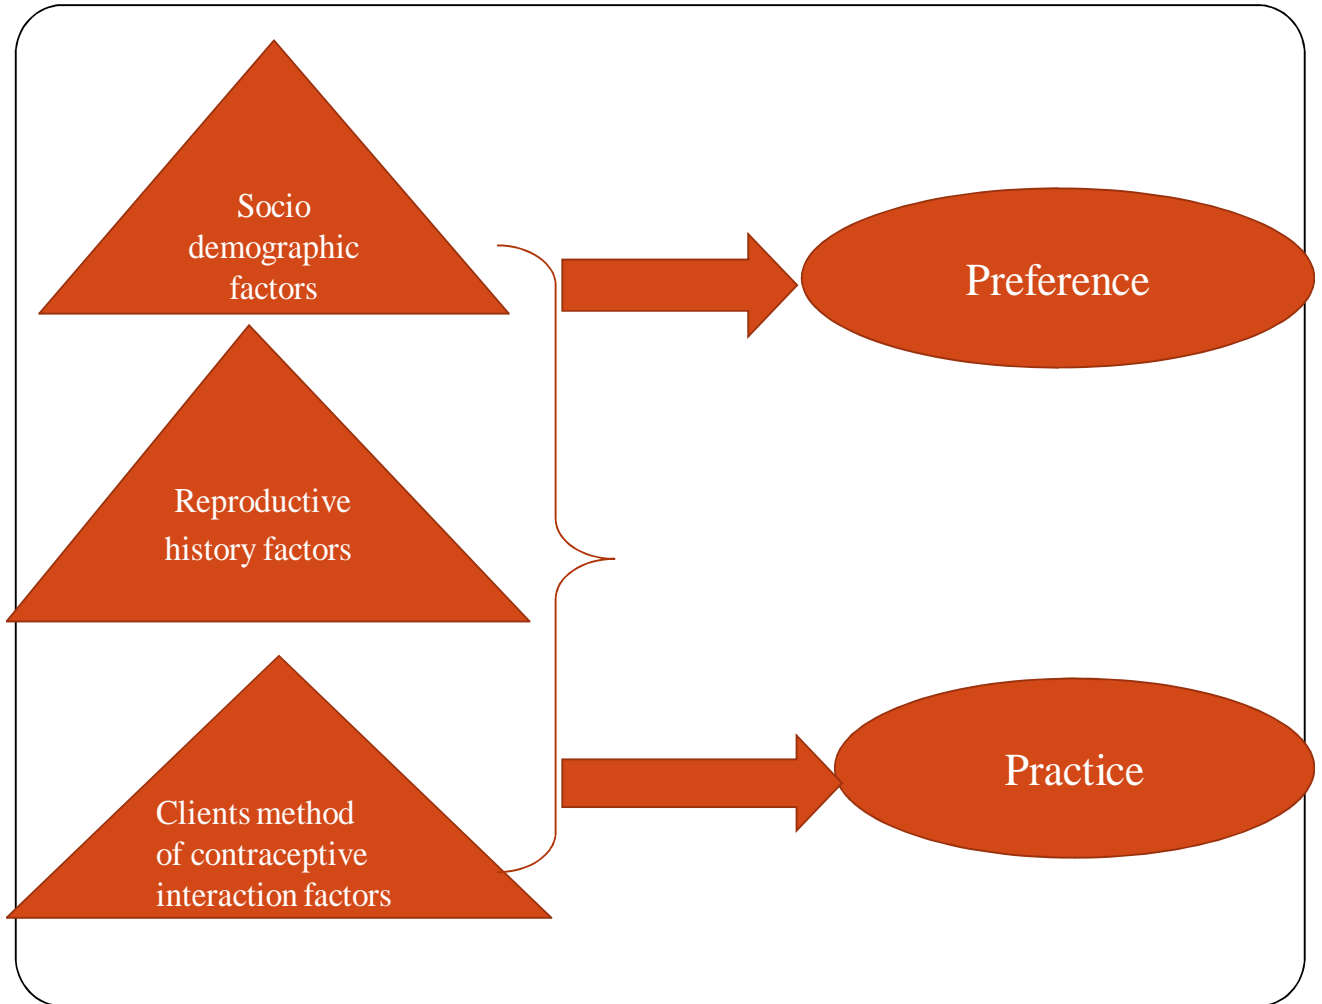 Socio
demographic
factors
Preference
Reproductive
history factors
Clients method
of contraceptive
interaction factors
Practice